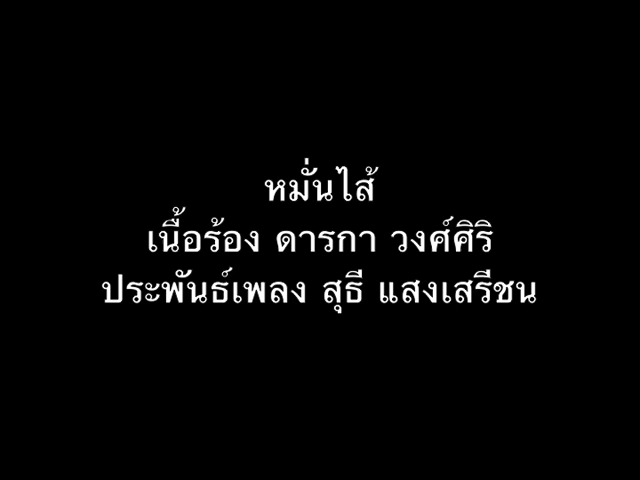 หมั่นไส้
เนื้อร้อง ดารกา วงศ์ศิริ
ประพันธ์เพลง สุธี แสงเสรีชน